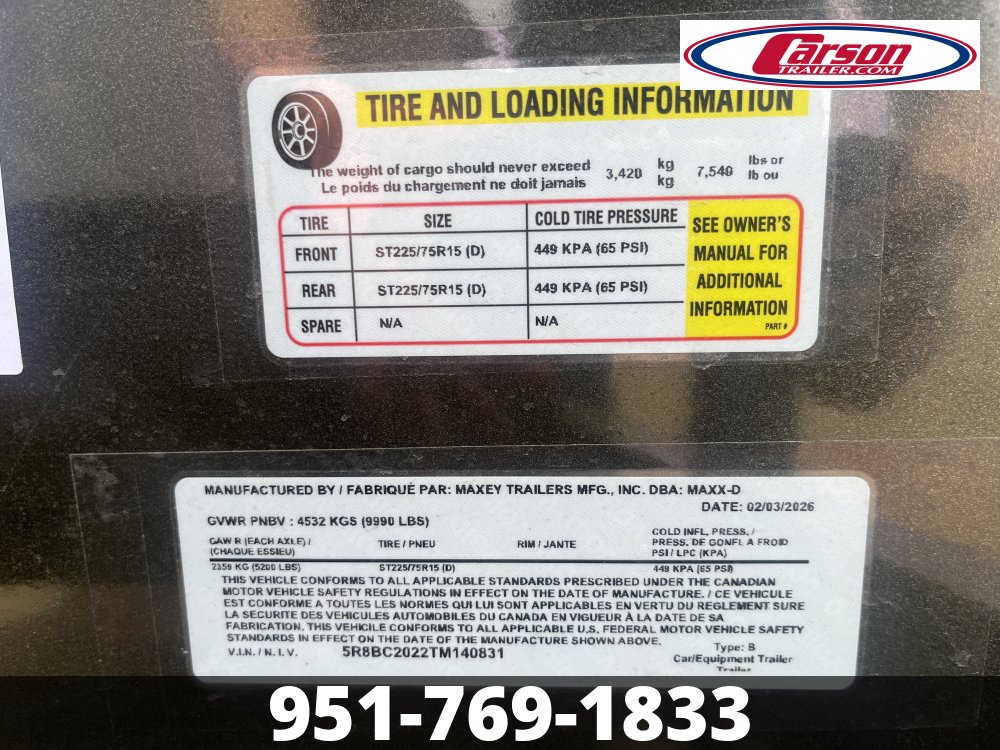 Carson
TRAILER.COM
TIRE AND LOADING INFORMATION
The weight of cargo should never exceed 3,420 kg 7,540 lbs or
Le poids du chargement ne doit jamais kg lb ou
TIRE SIZE COLD TIRE PRESSURE
FRONT ST225/75R15 (D) 449 KPA (65 PSI)
REAR ST225/75R15 (D) 449 KPA (65 PSI)
SPARE N/A N/A
SEE OWNER'S
MANUAL FOR
ADDITIONAL
INFORMATION
PART #
MANUFACTURED BY / FABRIQUÉ PAR: MAXEY TRAILERS MFG., INC. DBA: MAXX-D
DATE: 02/03/2026
GVWR PNBV : 4532 KGS (9990 LBS)
GAWR (EACH AXLE) / (CHAQUE ESSIEU) TIRE / PNEU RIM / JANTE COLD INFL. PRESS. / PRESS. DE GONFL A FROID PSI / LPC (KPA)
2359 KG (5200 LBS) ST225/75R15 (D) 449 KPA (65 PSI)
THIS VEHICLE CONFORMS TO ALL APPLICABLE STANDARDS PRESCRIBED UNDER THE CANADIAN
MOTOR VEHICLE SAFETY REGULATIONS IN EFFECT ON THE DATE OF MANUFACTURE. / CE VEHICULE
EST CONFORME A TOUTES LES NORMES QUI LUI SONT APPLICABLES EN VERTU DU REGLEMENT SURE
LA SECURITE DES VEHICULES AUTOMOBILES DU CANADA EN VIGUEUR À LA DATE DE SA
FABRICATION. THIS VEHICLE CONFORMS TO ALL APPLICABLE U.S. FEDERAL MOTOR VEHICLE SAFETY
STANDARDS IN EFFECT ON THE DATE OF THE MANUFACTURE SHOWN ABOVE.
V.I.N. / N.I.V. 5R8BC2022TM140831
Type: B
Car/Equipment Trailer
Trailer
951-769-1833